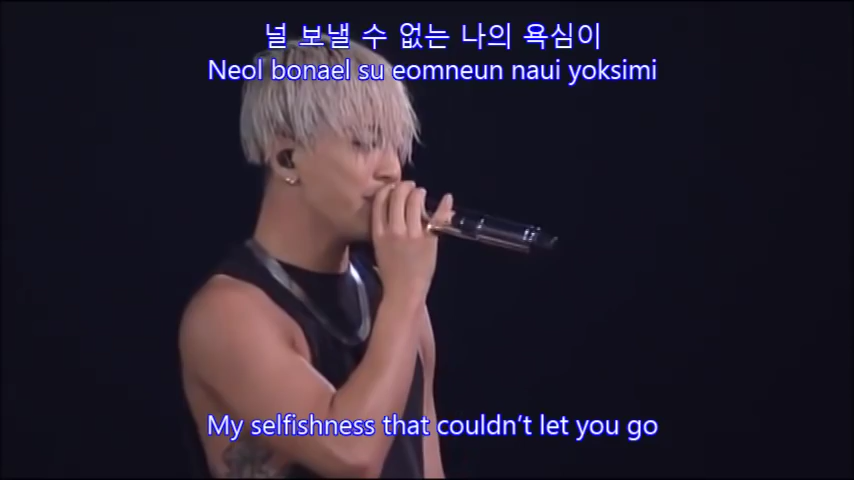 널 보낼 수 없는 나의 욕심이
Neol bonael su eomneun naui yoksimi
My selfishness that couldn't let you go